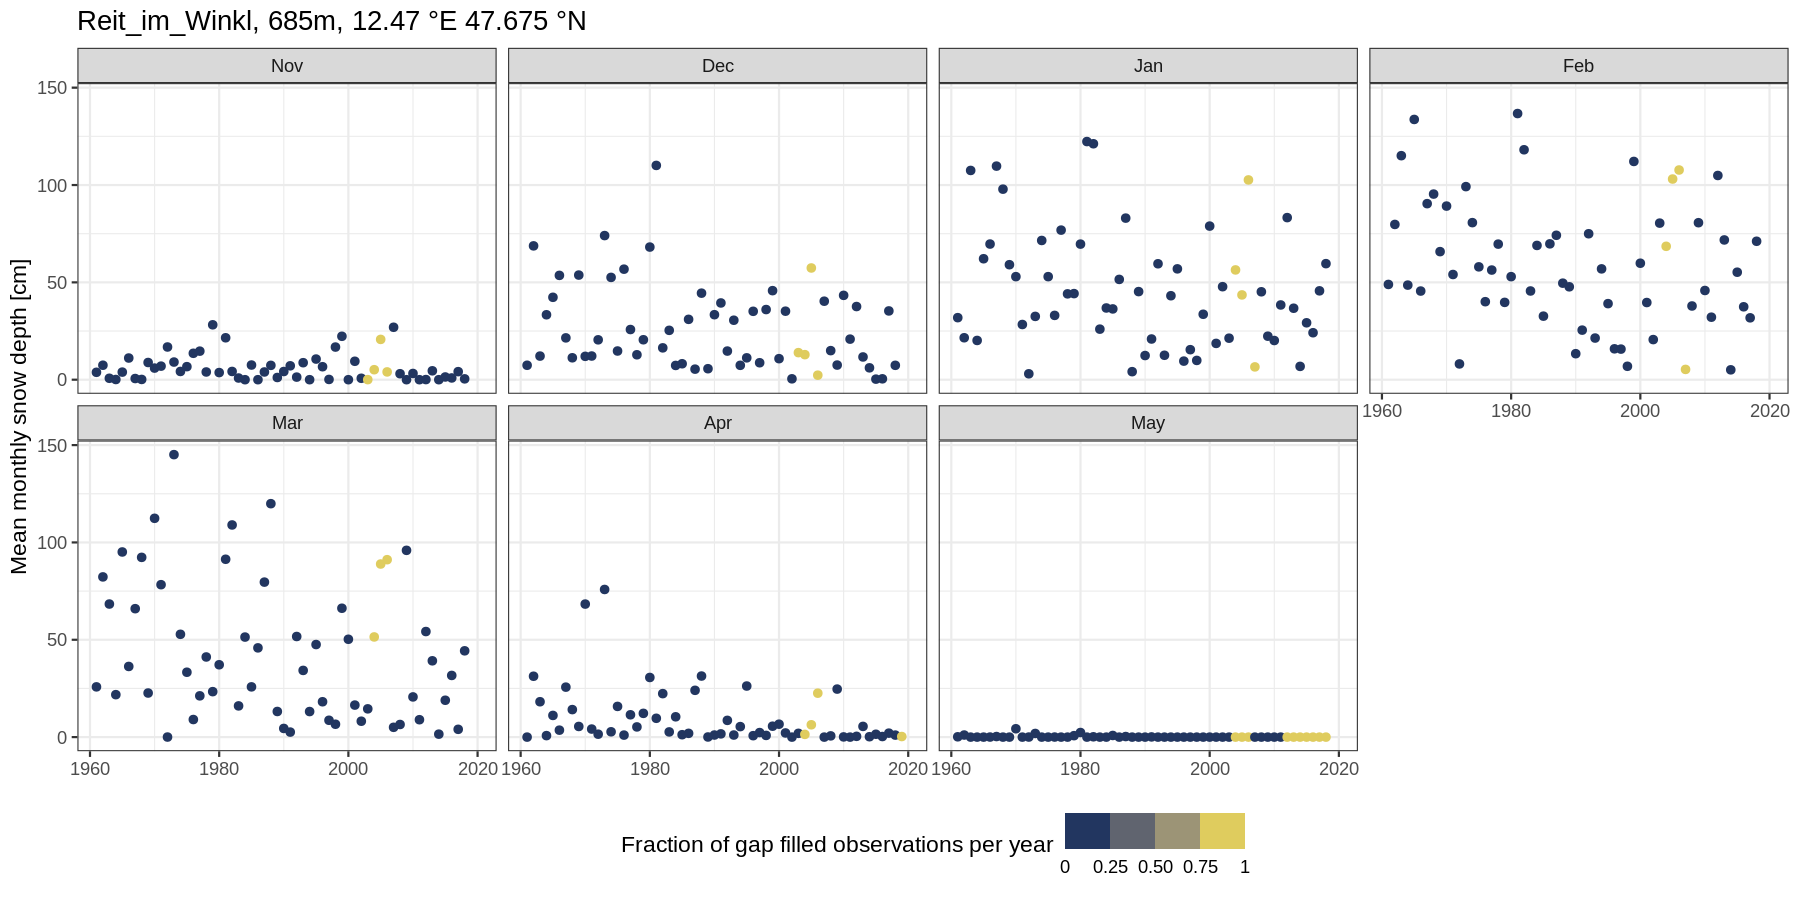 Reit_im_Winkl, 685m, 12.47 °E 47.675 °N
Nov Dec Jan Feb
150
100
50
0
1960 1980 2000 2020
Mar Apr May
150
100
50
0
1960 1980 2000 2020 1960 1980 2000 2020 1960 1980 2000 2020
Mean monthly snow depth [cm]
Fraction of gap filled observations per year
0 0.25 0.50 0.75 1